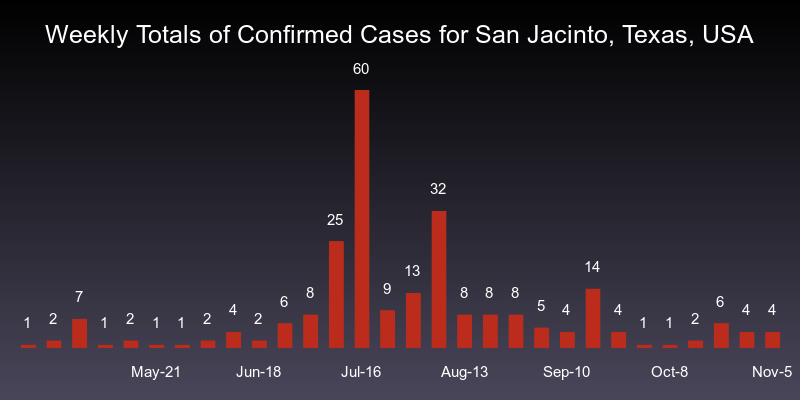 Weekly Totals of Confirmed Cases for San Jacinto, Texas, USA
1 2 7 1 2 1 1 2 4 2 6 8 25 60 9 13 32 8 8 8 5 4 14 4 1 1 2 6 4 4
May-21 Jun-18 Jul-16 Aug-13 Sep-10 Oct-8 Nov-5